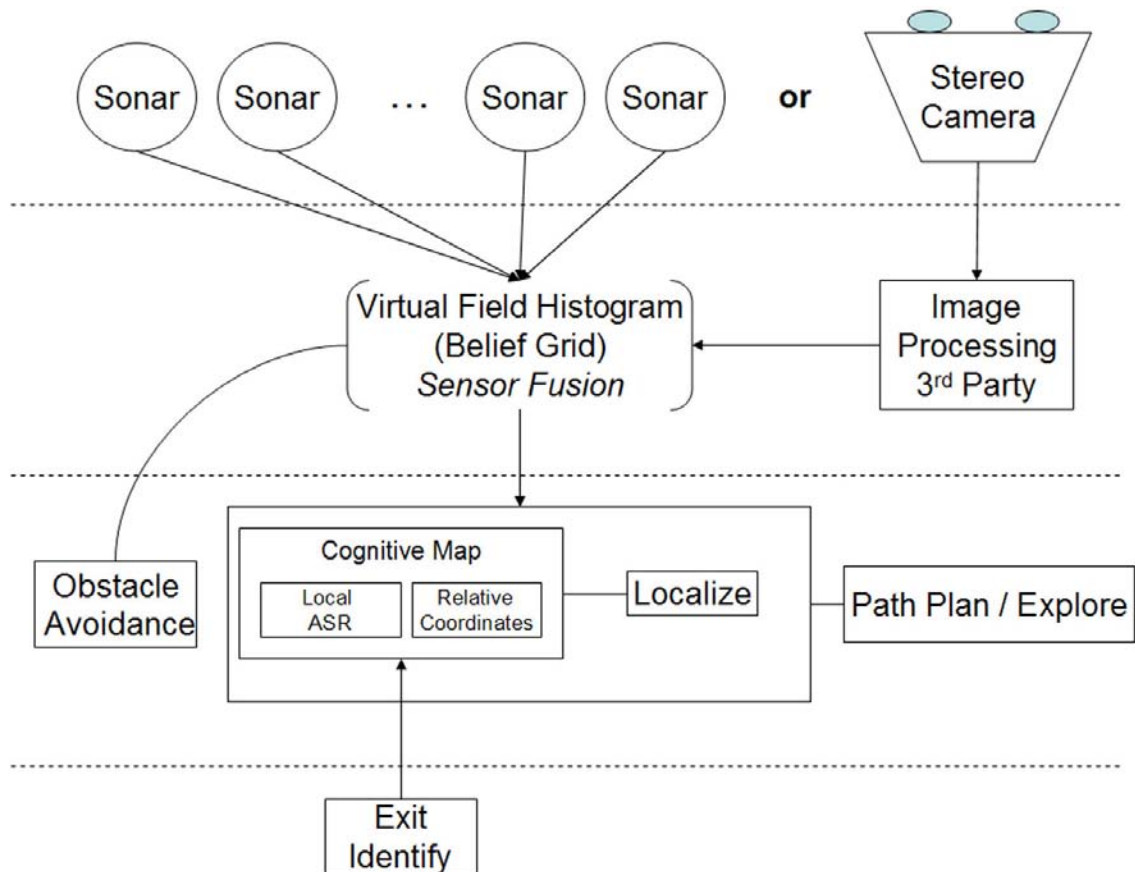 Sonar
Sonar
...
Sonar
Sonar
or
Stereo
Camera
Virtual Field Histogram
(Belief Grid)
Sensor Fusion
Image
Processing
3rd Party
Cognitive Map
Local
ASR
Relative
Coordinates
Localize
Obstacle
Avoidance
Path Plan / Explore
Exit
Identify